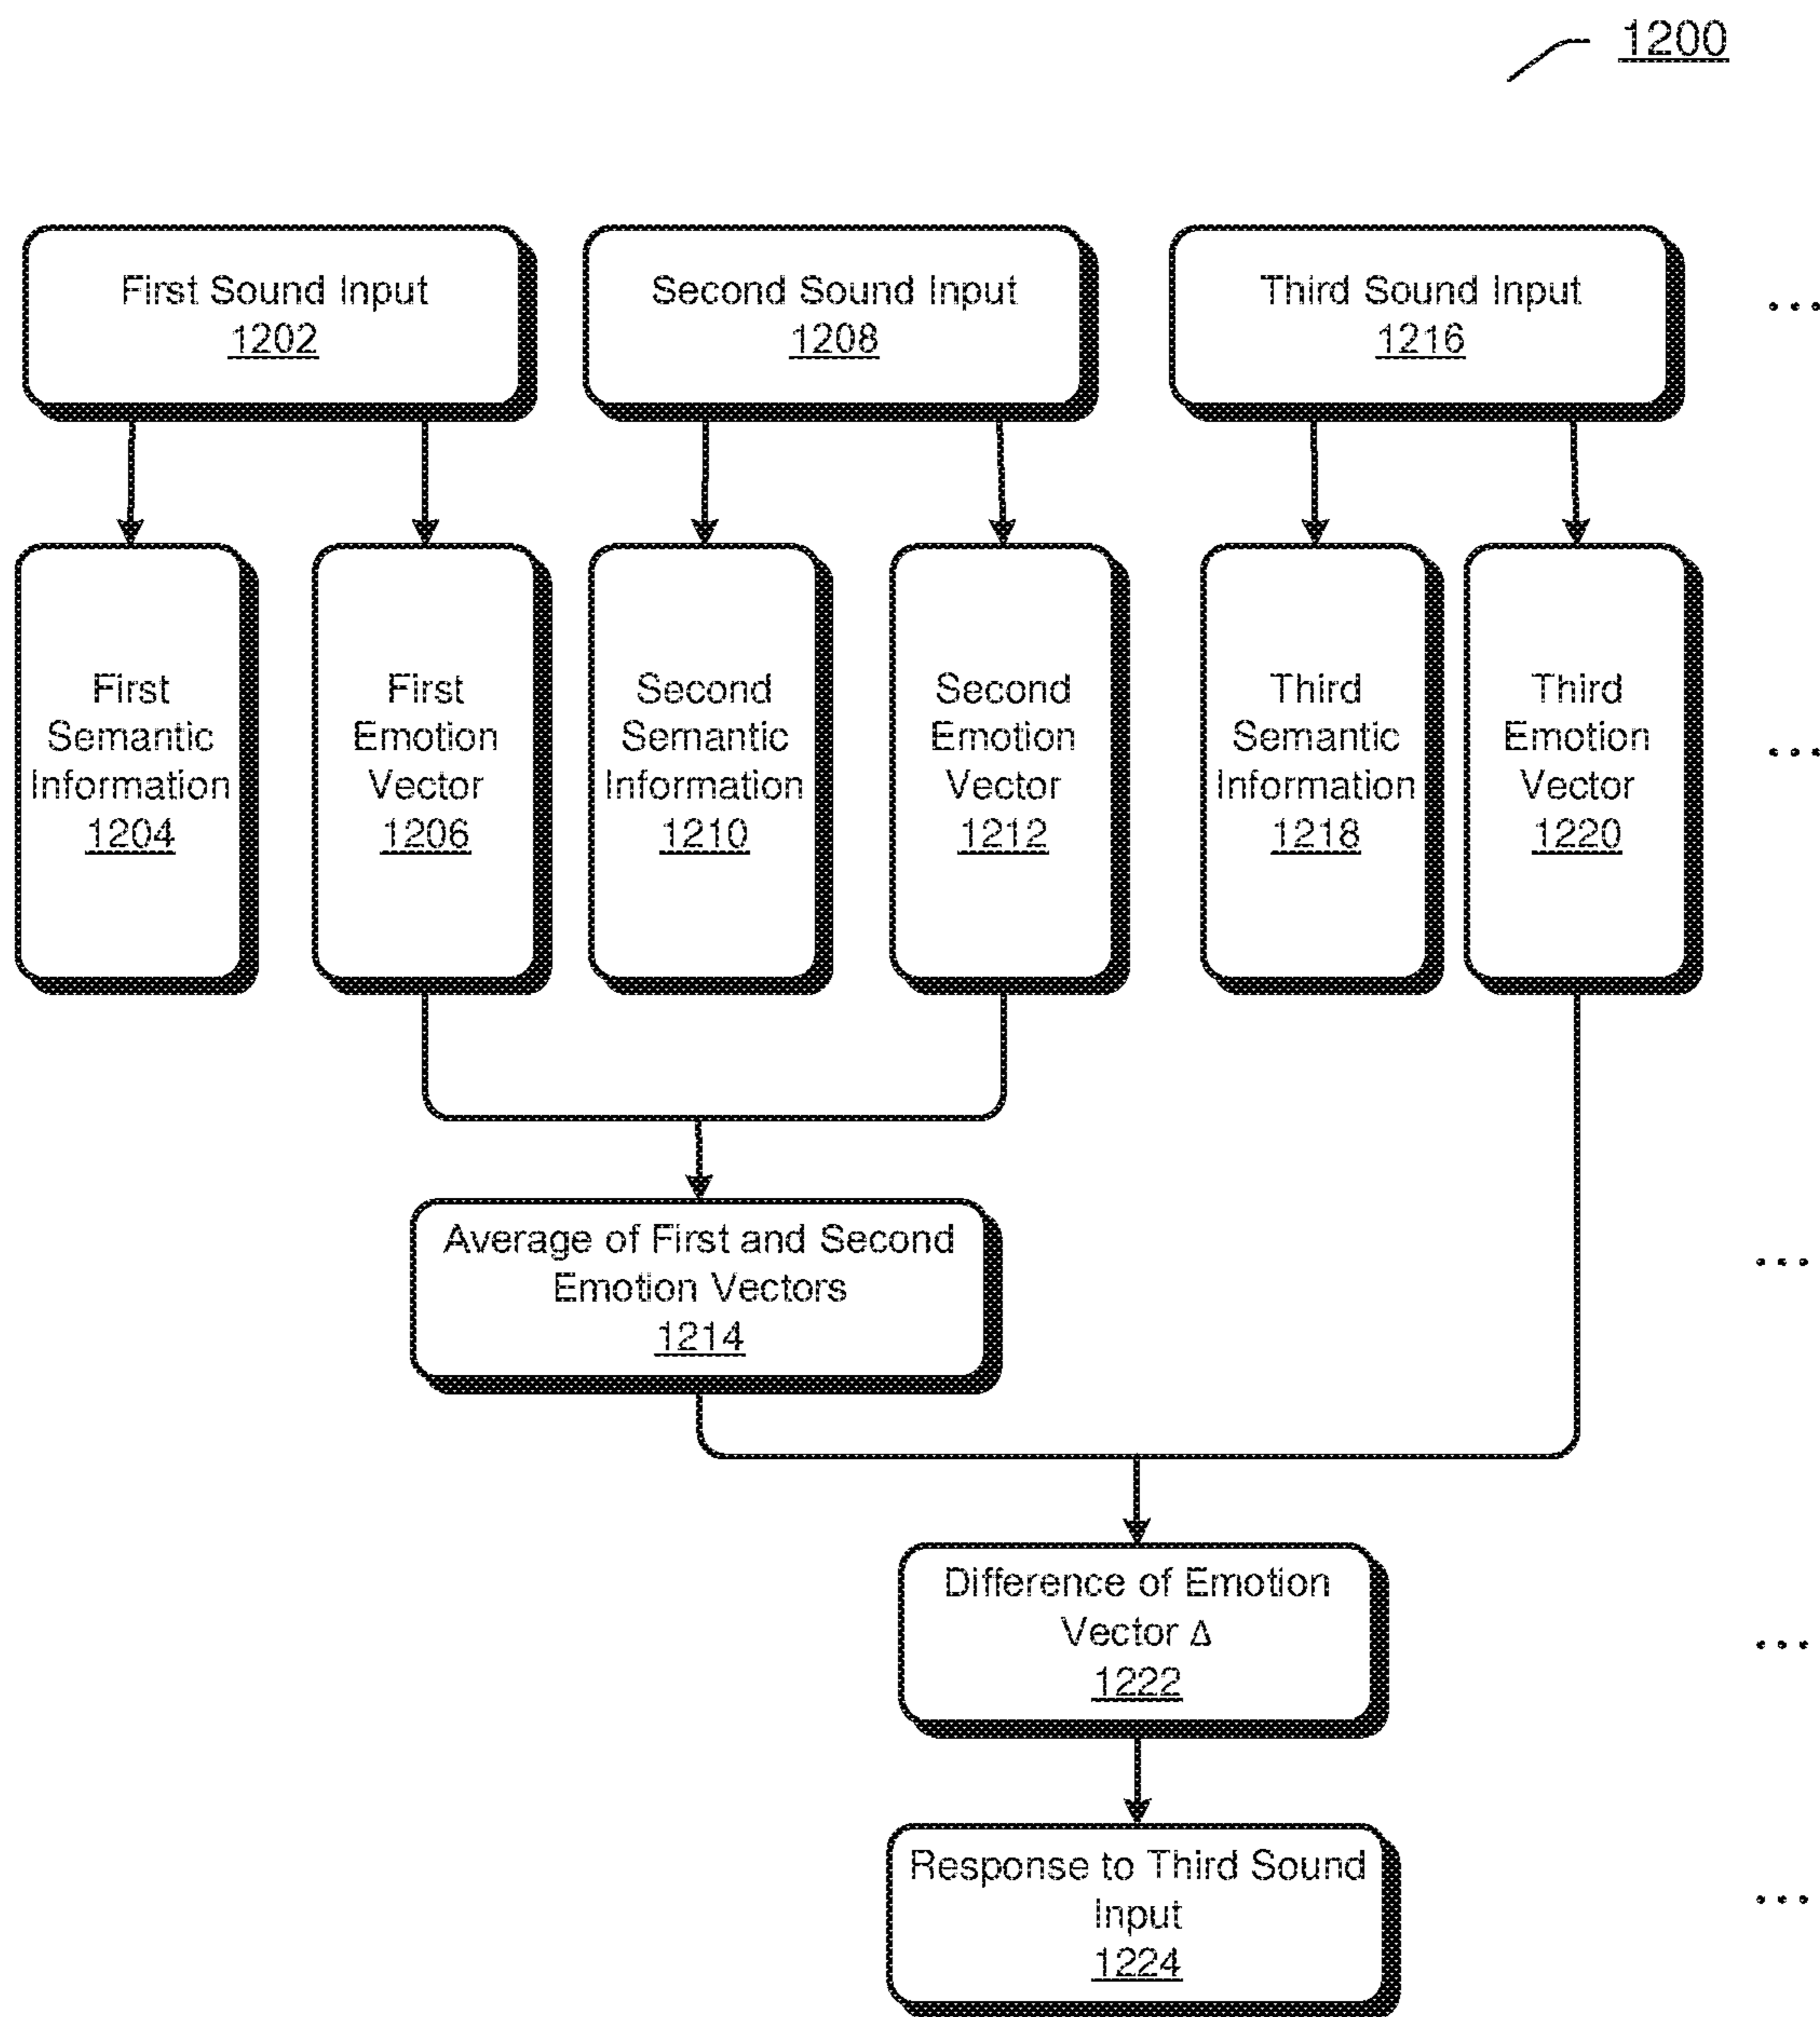 1200
First Sound Input
1202
Second Sound Input
1208
Third Sound Input
1216
...
First
Semantic
Information
1204
First
Emotion
Vector
1206
Second
Semantic
Information
1210
Second
Emotion
Vector
1212
Third
Semantic
Information
1218
Third
Emotion
Vector
1220
...
Average of First and Second
Emotion Vectors
1214
...
Difference of Emotion
Vector Δ
1222
...
Response to Third Sound
Input
1224
...